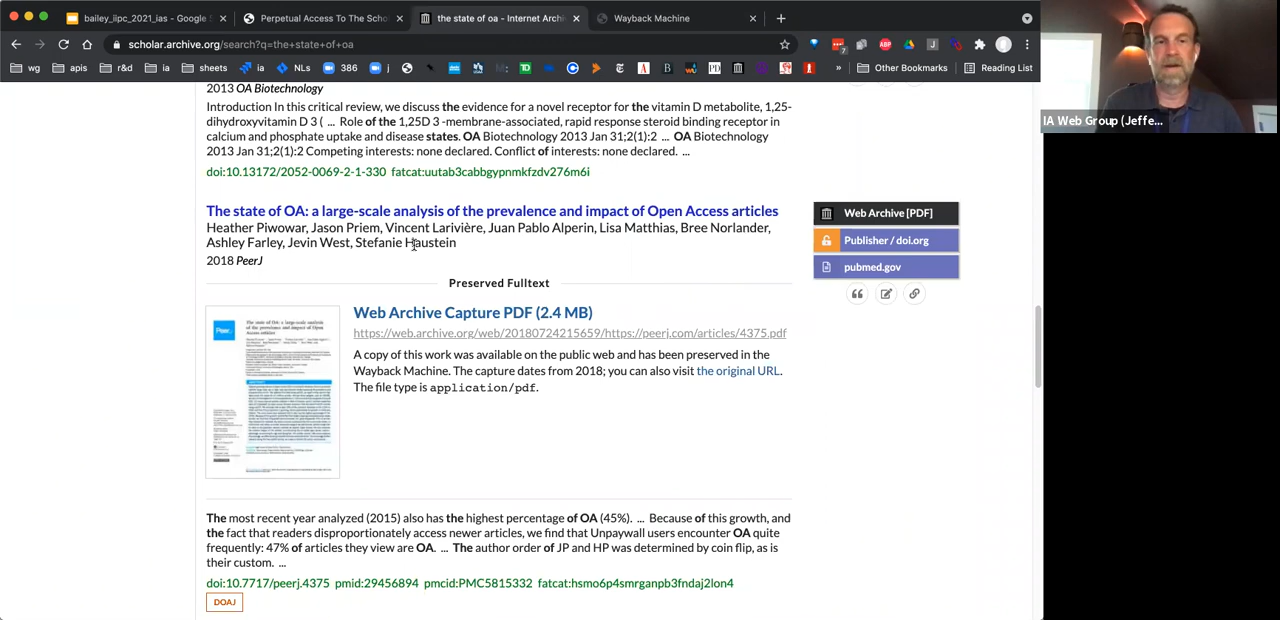 bailey_iipc_2021_ias - Google S
Perpetual Access To The Scho
the state of oa - Internet Archi
Wayback Machine
scholar.archive.org/search?q=the+state+of+oa
wg
apis
r&d
ia
sheets
ia
NLs
386
j
Other Bookmarks
Reading List
IA Web Group (Jeffe...
2013 OA Biotechnology
Introduction In this critical review, we discuss the evidence for a novel receptor for the vitamin D metabolite, 1,25-
dihydroxyvitamin D 3 ( ... Role of the 1,25D 3 -membrane-associated, rapid response steroid binding receptor in
calcium and phosphate uptake and disease states. OA Biotechnology 2013 Jan 31;2(1):2 ... OA Biotechnology
2013 Jan 31;2(1):2 Competing interests: none declared. Conflict of interests: none declared. ...
doi:10.13172/2052-0069-2-1-330 fatcat:uutab3cabbgypnmkfzdv276m6i
The state of OA: a large-scale analysis of the prevalence and impact of Open Access articles
Heather Piwowar, Jason Priem, Vincent Larivière, Juan Pablo Alperin, Lisa Matthias, Bree Norlander,
Ashley Farley, Jevin West, Stefanie Haustein
2018 PeerJ
Web Archive [PDF]
Publisher / doi.org
pubmed.gov
Preserved Fulltext
Web Archive Capture PDF (2.4 MB)
https://web.archive.org/web/20180724215659/https://peerj.com/articles/4375.pdf
A copy of this work was available on the public web and has been preserved in the
Wayback Machine. The capture dates from 2018; you can also visit the original URL.
The file type is application/pdf.
The most recent year analyzed (2015) also has the highest percentage of OA (45%). ... Because of this growth, and
the fact that readers disproportionately access newer articles, we find that Unpaywall users encounter OA quite
frequently: 47% of articles they view are OA. ... The author order of JP and HP was determined by coin flip, as is
their custom. ...
doi:10.7717/peerj.4375 pmid:29456894 pmcid:PMC5815332 fatcat:hsmo6p4smrganpb3fndaj2lon4
DOAJ